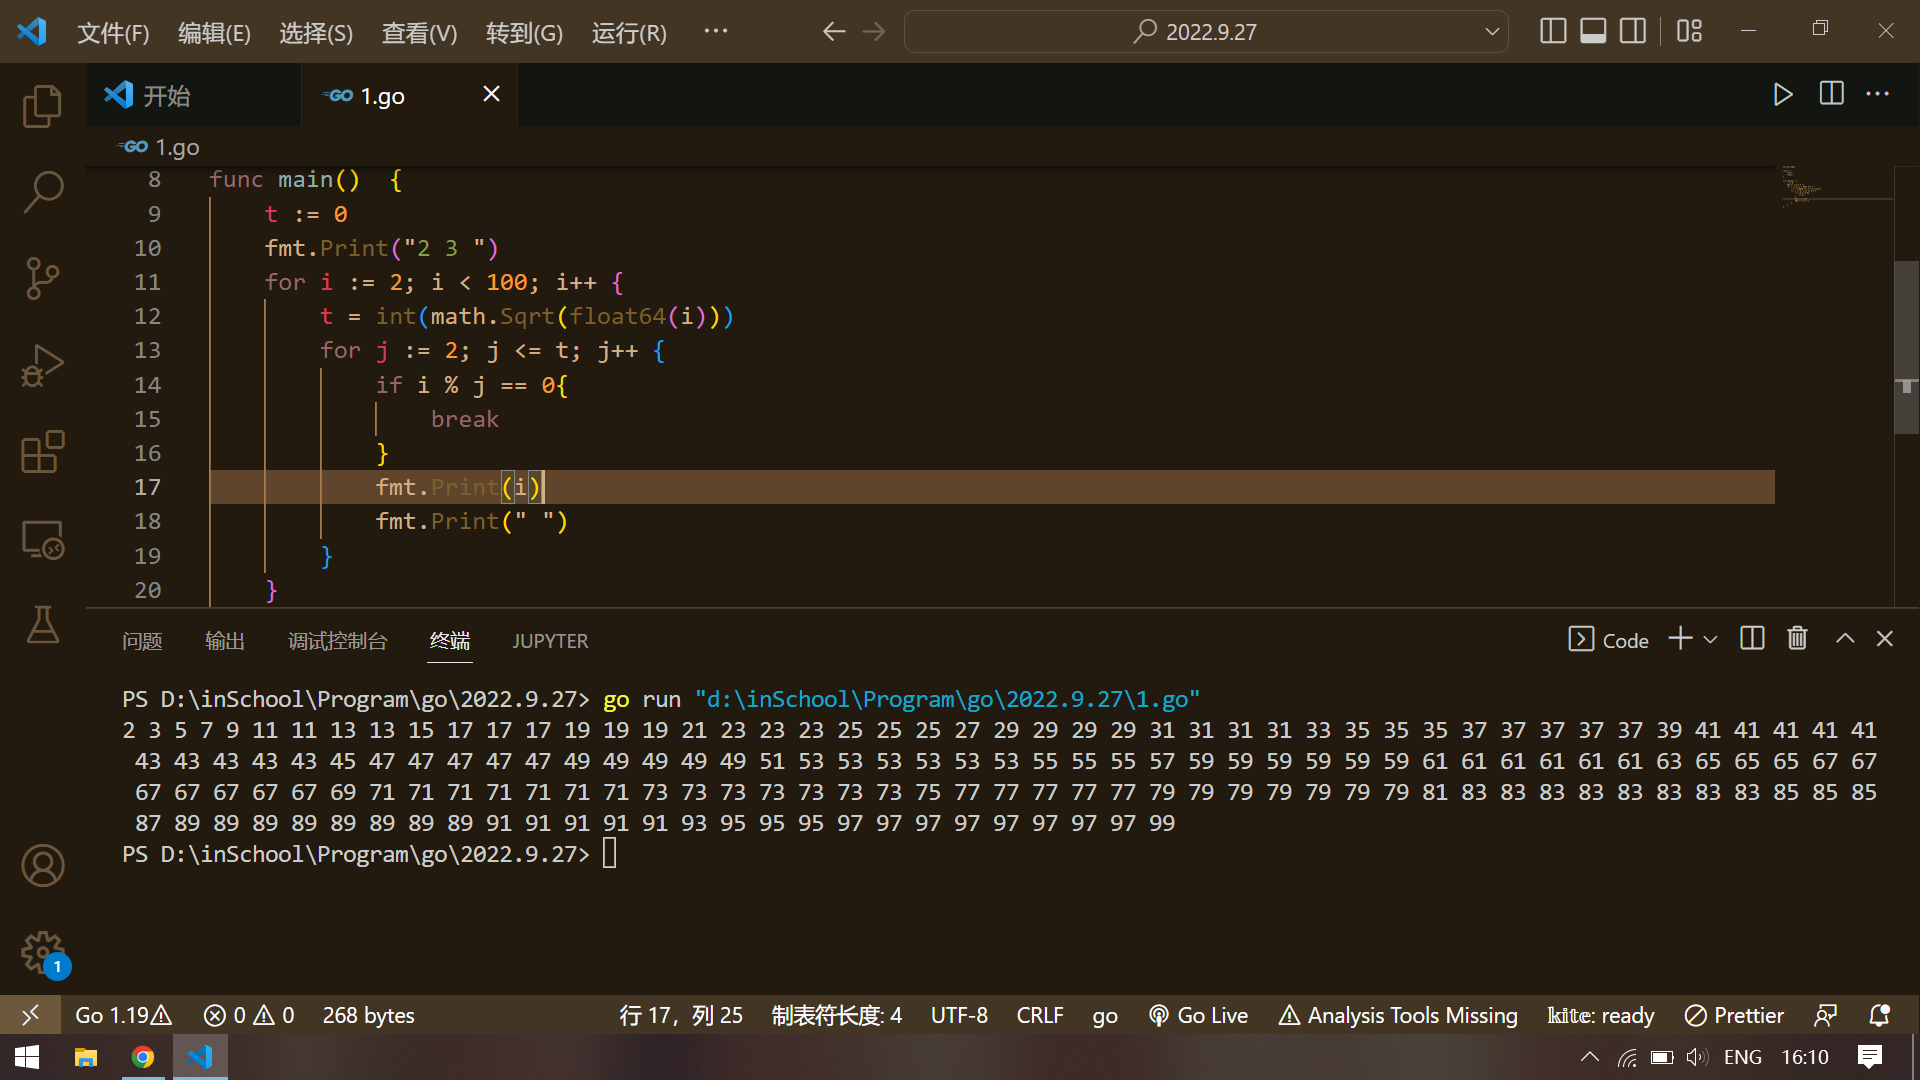 文件(F) 编辑(E) 选择(S) 查看(V) 转到(G) 运行(R) ··· 2022.9.27
开始 GO 1.go
GO 1.go
8 func main()  {
9 t := 0
10 fmt.Print("2 3 ")
11 for i := 2; i < 100; i++ {
12 t = int(math.Sqrt(float64(i)))
13 for j := 2; j <= t; j++ {
14 if i % j == 0{
15 break
16 }
17 fmt.Print(i)
18 fmt.Print(" ")
19 }
20 }
问题 输出 调试控制台 终端 JUPYTER Code
PS D:\inSchool\Program\go\2022.9.27> go run "d:\inSchool\Program\go\2022.9.27\1.go"
2 3 5 7 9 11 11 13 13 15 17 17 17 19 19 19 21 23 23 23 25 25 25 27 29 29 29 29 31 31 31 31 33 35 35 35 37 37 37 37 37 39 41 41 41 41 41
43 43 43 43 43 45 47 47 47 47 47 49 49 49 49 49 51 53 53 53 53 53 53 55 55 55 57 59 59 59 59 59 59 61 61 61 61 61 61 63 65 65 65 67 67
67 67 67 67 67 69 71 71 71 71 71 71 71 73 73 73 73 73 73 73 75 77 77 77 77 77 79 79 79 79 79 79 79 81 83 83 83 83 83 83 83 83 85 85 85
87 89 89 89 89 89 89 89 89 91 91 91 91 91 93 95 95 95 97 97 97 97 97 97 97 97 99
PS D:\inSchool\Program\go\2022.9.27>
1
Go 1.19 0 0 268 bytes 行 17，列 25 制表符长度: 4 UTF-8 CRLF go Go Live Analysis Tools Missing kite: ready Prettier
ENG 16:10